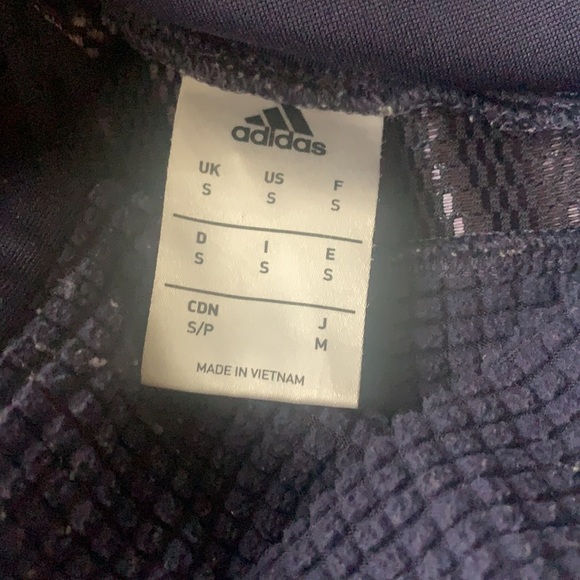 adidas
UK US F
S S S
D I E
S S S
CDN J
S/P M
MADE IN VIETNAM